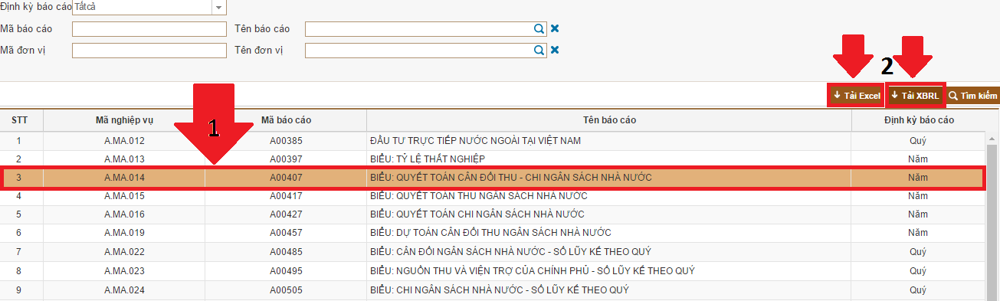 Định kỳ báo cáo Tấtcả
Mã báo cáo Tên báo cáo
Mã đơn vị Tên đơn vị
2
Tải Excel Tải XBRL Tìm kiếm
1
STT Mã nghiệp vụ Mã báo cáo Tên báo cáo Định kỳ báo cáo
1 A.MA.012 A00385 ĐẦU TƯ TRỰC TIẾP NƯỚC NGOÀI TẠI VIỆT NAM Quý
2 A.MA.013 A00397 BIỂU: TỶ LỆ THẤT NGHIỆP Năm
3 A.MA.014 A00407 BIỂU: QUYẾT TOÁN CÂN ĐỐI THU - CHI NGÂN SÁCH NHÀ NƯỚC Năm
4 A.MA.015 A00417 BIỂU: QUYẾT TOÁN THU NGÂN SÁCH NHÀ NƯỚC Năm
5 A.MA.016 A00427 BIỂU: QUYẾT TOÁN CHI NGÂN SÁCH NHÀ NƯỚC Năm
6 A.MA.019 A00457 BIỂU: DỰ TOÁN CÂN ĐỐI THU NGÂN SÁCH NHÀ NƯỚC Năm
7 A.MA.022 A00485 BIỂU: CÂN ĐỐI NGÂN SÁCH NHÀ NƯỚC - SỐ LŨY KẾ THEO QUÝ Quý
8 A.MA.023 A00495 BIỂU: NGUỒN THU VÀ VIỆN TRỢ CỦA CHÍNH PHỦ - SỐ LŨY KẾ THEO QUÝ Quý
9 A.MA.024 A00505 BIỂU: CHI NGÂN SÁCH NHÀ NƯỚC - SỐ LŨY KẾ THEO QUÝ Quý